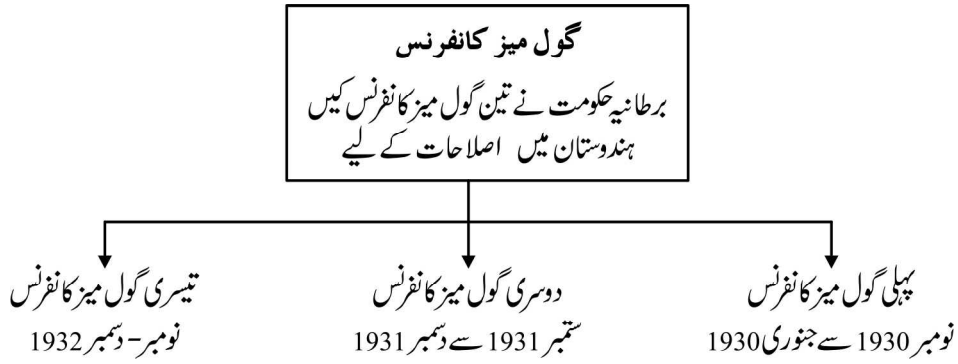 گول میز کانفرنس
برطانیہ حکومت نے تین گول میز کانفرنس کیں
ہندوستان میں اصلاحات کے لیے
پہلی گول میز کانفرنس
نومبر 1930 سے جنوری 1930
دوسری گول میز کانفرنس
ستمبر 1931 سے دسمبر 1931
تیسری گول میز کانفرنس
نومبر - دسمبر 1932